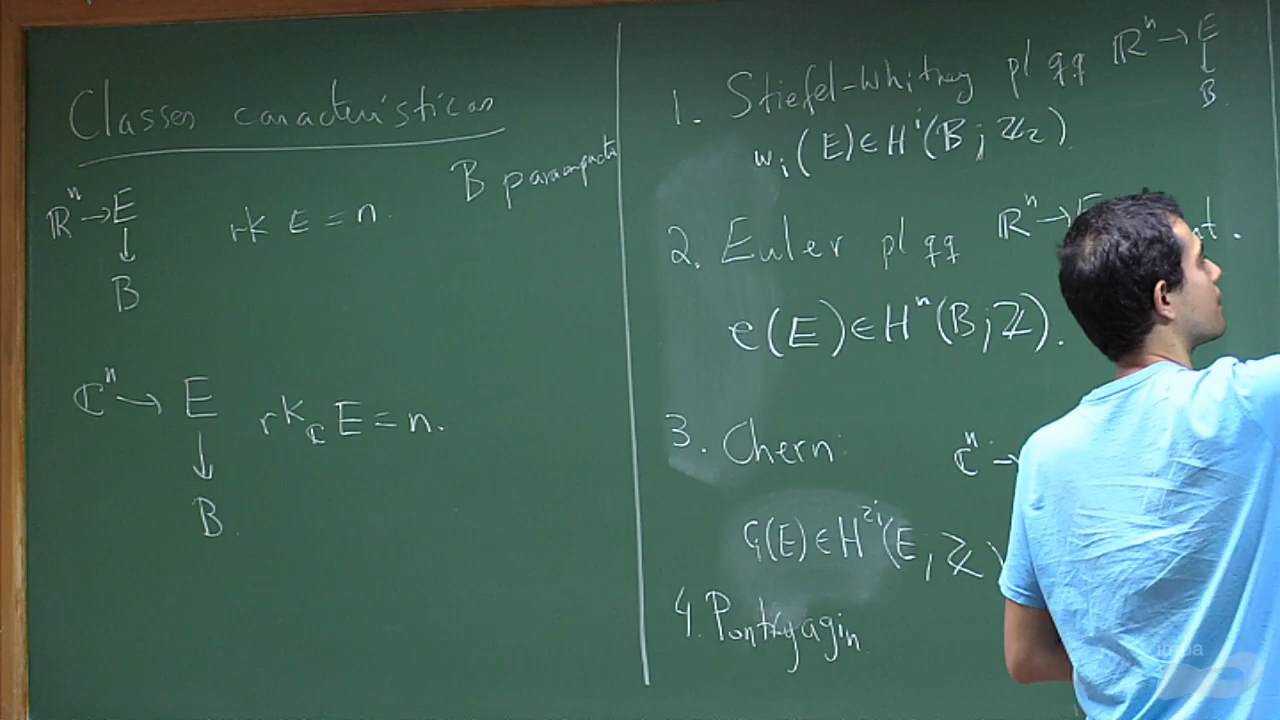 Classes características
B paracompacto
ℝⁿ → E
↓
B
rk E = n.
ℂⁿ → E
↓
B
rk_ℂ E = n.
1. Stiefel-Whitney p/ qq ℝⁿ → E
↓
B
wᵢ(E) ∈ Hⁱ(B; ℤ₂)
2. Euler p/ qq ℝⁿ → E
e(E) ∈ Hⁿ(B; ℤ).
3. Chern: ℂⁿ →
cᵢ(E) ∈ H²ⁱ(E; ℤ)
4. Pontryagin
impa